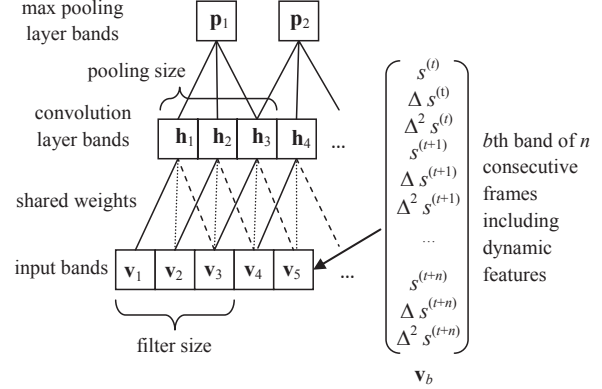 max pooling
layer bands
p₁ p₂
pooling size
convolution
layer bands
h₁ h₂ h₃ h₄ ...
shared weights
input bands
v₁ v₂ v₃ v₄ v₅ ...
filter size
s⁽ᵗ⁾
Δ s⁽ᵗ⁾
Δ² s⁽ᵗ⁾
s⁽ᵗ⁺¹⁾
Δ s⁽ᵗ⁺¹⁾
Δ² s⁽ᵗ⁺¹⁾
...
s⁽ᵗ⁺ⁿ⁾
Δ s⁽ᵗ⁺ⁿ⁾
Δ² s⁽ᵗ⁺ⁿ⁾
v_b
bth band of n
consecutive
frames
including
dynamic
features